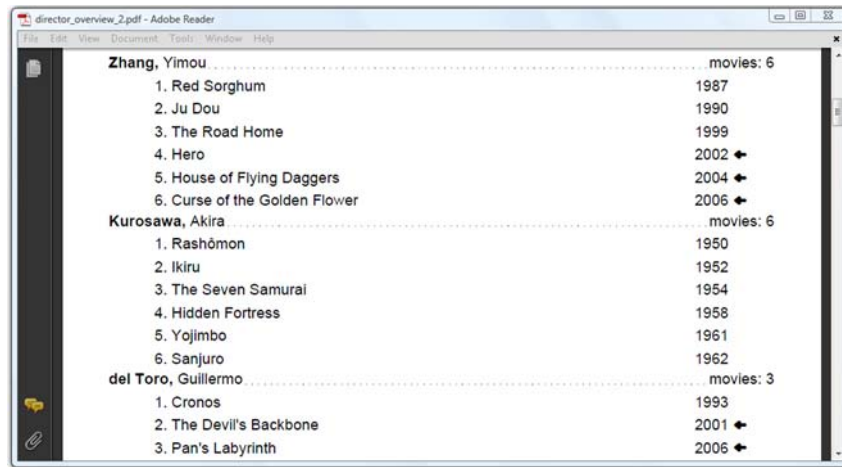 director_overview_2.pdf - Adobe Reader
File Edit View Document Tools Window Help
Zhang, Yimou movies: 6
1. Red Sorghum 1987
2. Ju Dou 1990
3. The Road Home 1999
4. Hero 2002
5. House of Flying Daggers 2004
6. Curse of the Golden Flower 2006
Kurosawa, Akira movies: 6
1. Rashômon 1950
2. Ikiru 1952
3. The Seven Samurai 1954
4. Hidden Fortress 1958
5. Yojimbo 1961
6. Sanjuro 1962
del Toro, Guillermo movies: 3
1. Cronos 1993
2. The Devil's Backbone 2001
3. Pan's Labyrinth 2006